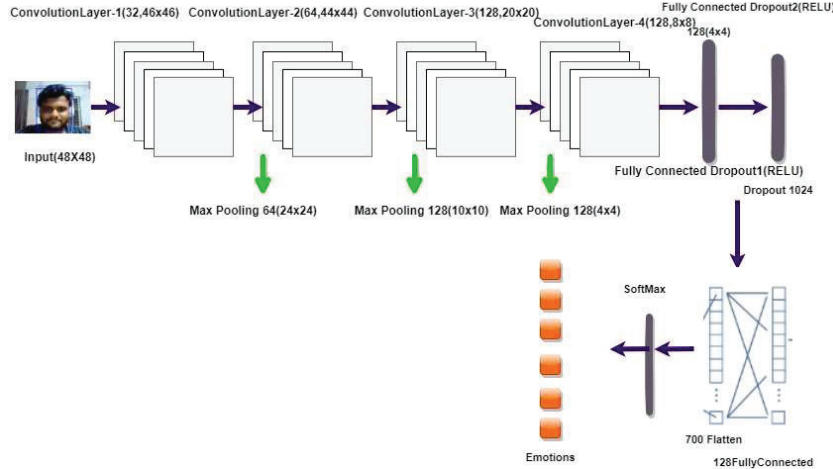 ConvolutionLayer-1(32,46x46)
ConvolutionLayer-2(64,44x44)
ConvolutionLayer-3(128,20x20)
ConvolutionLayer-4(128,8x8)
Fully Connected Dropout2(RELU)
128(4x4)
Input(48X48)
Fully Connected Dropout1(RELU)
Dropout 1024
Max Pooling 64(24x24)
Max Pooling 128(10x10)
Max Pooling 128(4x4)
SoftMax
Emotions
700 Flatten
128FullyConnected